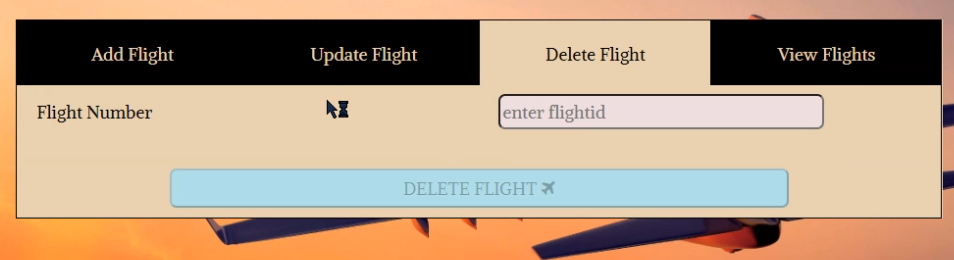 Add Flight
Update Flight
Delete Flight
View Flights
Flight Number
enter flightid
DELETE FLIGHT